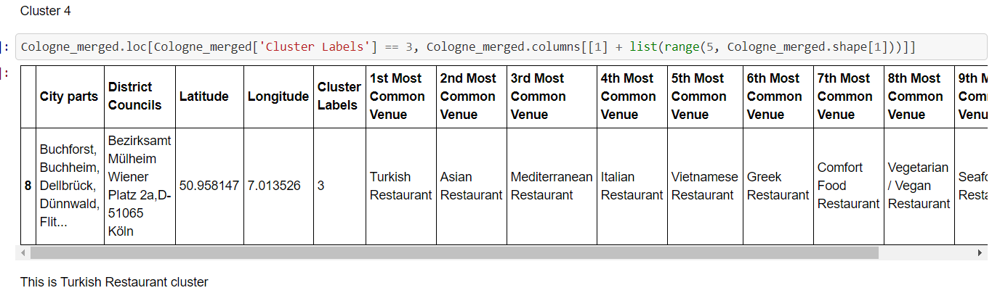 Cluster 4
]: Cologne_merged.loc[Cologne_merged['Cluster Labels'] == 3, Cologne_merged.columns[[1] + list(range(5, Cologne_merged.shape[1]))]]
]:
City parts District Councils Latitude Longitude Cluster Labels 1st Most Common Venue 2nd Most Common Venue 3rd Most Common Venue 4th Most Common Venue 5th Most Common Venue 6th Most Common Venue 7th Most Common Venue 8th Most Common Venue 9th
8 Buchforst, Buchheim, Dellbrück, Dünnwald, Flit... Bezirksamt Mülheim Wiener Platz 2a,D-51065 Köln 50.958147 7.013526 3 Turkish Restaurant Asian Restaurant Mediterranean Restaurant Italian Restaurant Vietnamese Restaurant Greek Restaurant Comfort Food Restaurant Vegetarian / Vegan Restaurant
This is Turkish Restaurant cluster